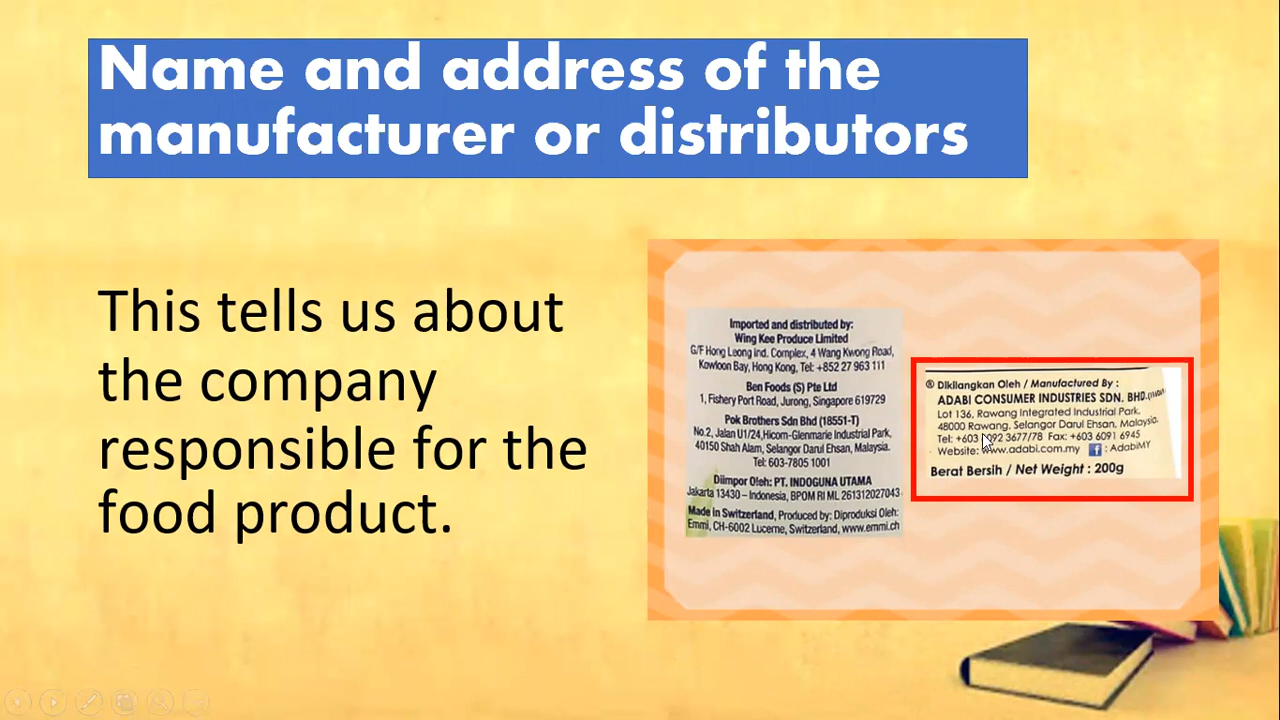 Name and address of the
manufacturer or distributors
This tells us about
the company
responsible for the
food product.
Imported and distributed by:
Wing Kee Produce Limited
G/F Hong Leong Ind. Complex, 4 Wang Kwong Road,
Kowloon Bay, Hong Kong, Tel: +852 27 963 111
Ben Foods (S) Pte Ltd
1, Fishery Port Road, Jurong, Singapore 619729
Pok Brothers Sdn Bhd (18551-T)
No.2, Jalan U1/24,Hicom-Glenmarie Industrial Park,
40150 Shah Alam, Selangor Darul Ehsan, Malaysia.
Tel: 603-7805 1001
Diimpor Oleh: PT. INDOGUNA UTAMA
Jakarta 13430 – Indonesia, BPOM RI ML 261312027043
Made in Switzerland, Produced by: Diproduksi Oleh:
Emmi, CH-6002 Lucerne, Switzerland, www.emmi.ch
® Dikilangkan Oleh / Manufactured By :
ADABI CONSUMER INDUSTRIES SDN. BHD.
Lot 136, Rawang Integrated Industrial Park,
48000 Rawang, Selangor Darul Ehsan, Malaysia.
Tel: +603 3677/78 Fax: +603 6091 6945
Website: www.adabi.com.my f : AdabiMY
Berat Bersih / Net Weight : 200g